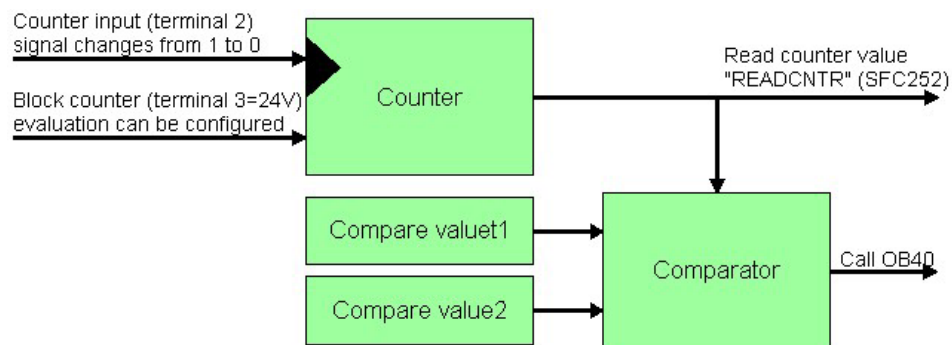 Counter input (terminal 2)
signal changes from 1 to 0
Block counter (terminal 3=24V)
evaluation can be configured
Counter
Read counter value
"READCNTR" (SFC252)
Compare valuet1
Compare value2
Comparator
Call OB40